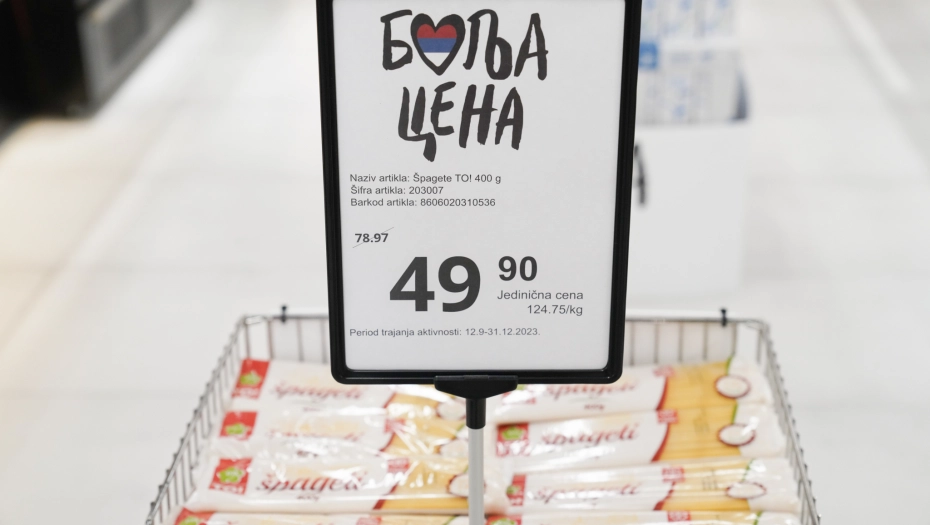 БОЉА
ЦЕНА
Naziv artikla: Špagete TO! 400 g
Šifra artikla: 203007
Barkod artikla: 8606020310536
78.97
49 90
Jedinična cena
124.75/kg
Period trajanja aktivnosti: 12.9-31.12.2023.
špageti
špageti
špageti
špageti
špageti